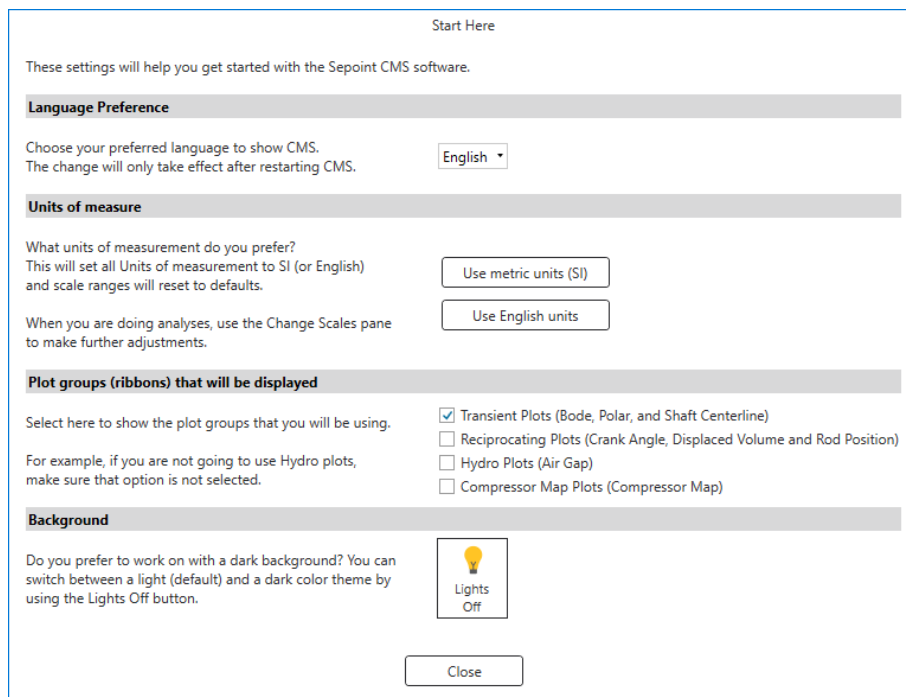 Start Here
These settings will help you get started with the Sepoint CMS software.
Language Preference
Choose your preferred language to show CMS.
The change will only take effect after restarting CMS.
English
Units of measure
What units of measurement do you prefer?
This will set all Units of measurement to SI (or English)
and scale ranges will reset to defaults.
When you are doing analyses, use the Change Scales pane
to make further adjustments.
Use metric units (SI)
Use English units
Plot groups (ribbons) that will be displayed
Select here to show the plot groups that you will be using.
For example, if you are not going to use Hydro plots,
make sure that option is not selected.
Transient Plots (Bode, Polar, and Shaft Centerline)
Reciprocating Plots (Crank Angle, Displaced Volume and Rod Position)
Hydro Plots (Air Gap)
Compressor Map Plots (Compressor Map)
Background
Do you prefer to work on with a dark background? You can
switch between a light (default) and a dark color theme by
using the Lights Off button.
Lights
Off
Close